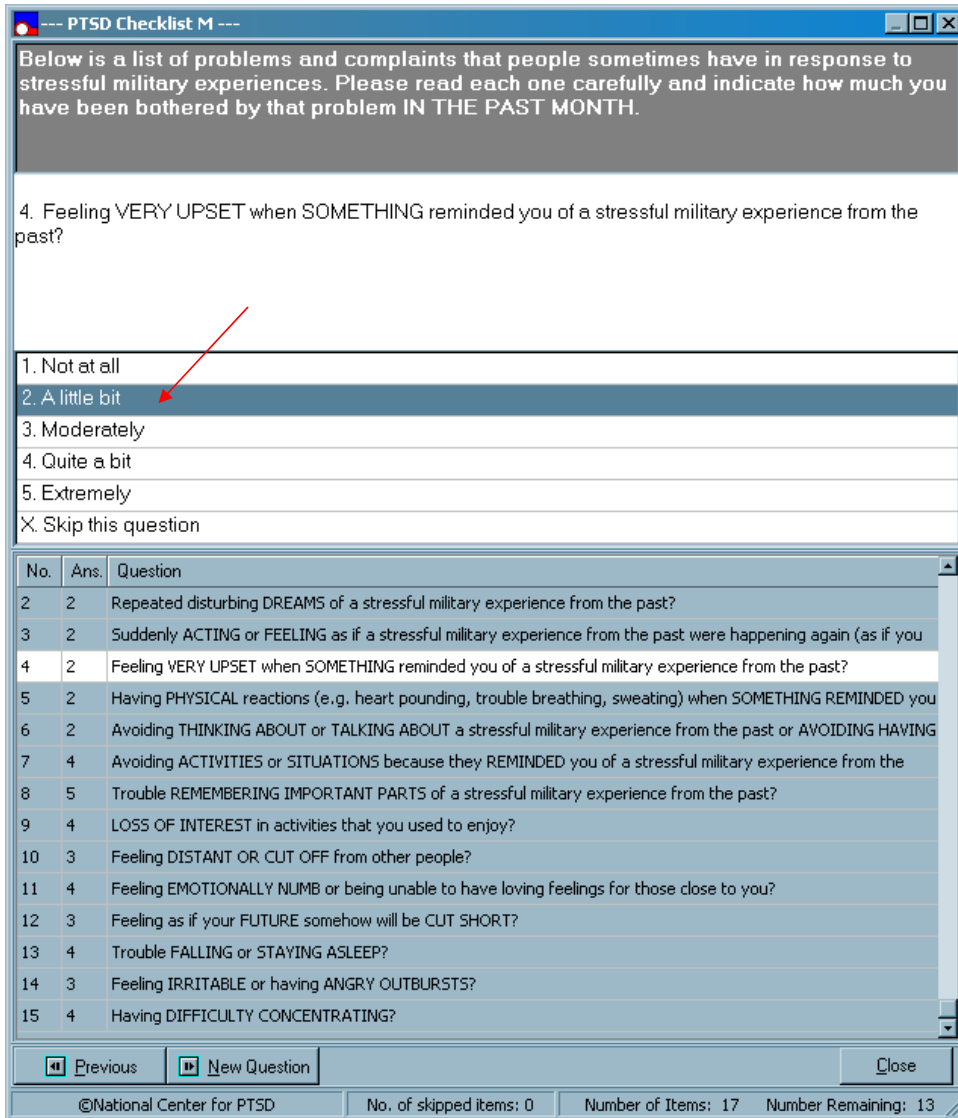 --- PTSD Checklist M ---
Below is a list of problems and complaints that people sometimes have in response to
stressful military experiences. Please read each one carefully and indicate how much you
have been bothered by that problem IN THE PAST MONTH.
4. Feeling VERY UPSET when SOMETHING reminded you of a stressful military experience from the
past?
1. Not at all
2. A little bit
3. Moderately
4. Quite a bit
5. Extremely
X. Skip this question
No. Ans. Question
2 2 Repeated disturbing DREAMS of a stressful military experience from the past?
3 2 Suddenly ACTING or FEELING as if a stressful military experience from the past were happening again (as if you
4 2 Feeling VERY UPSET when SOMETHING reminded you of a stressful military experience from the past?
5 2 Having PHYSICAL reactions (e.g. heart pounding, trouble breathing, sweating) when SOMETHING REMINDED you
6 2 Avoiding THINKING ABOUT or TALKING ABOUT a stressful military experience from the past or AVOIDING HAVING
7 4 Avoiding ACTIVITIES or SITUATIONS because they REMINDED you of a stressful military experience from the
8 5 Trouble REMEMBERING IMPORTANT PARTS of a stressful military experience from the past?
9 4 LOSS OF INTEREST in activities that you used to enjoy?
10 3 Feeling DISTANT OR CUT OFF from other people?
11 4 Feeling EMOTIONALLY NUMB or being unable to have loving feelings for those close to you?
12 3 Feeling as if your FUTURE somehow will be CUT SHORT?
13 4 Trouble FALLING or STAYING ASLEEP?
14 3 Feeling IRRITABLE or having ANGRY OUTBURSTS?
15 4 Having DIFFICULTY CONCENTRATING?
Previous New Question Close
©National Center for PTSD No. of skipped items: 0 Number of Items: 17 Number Remaining: 13